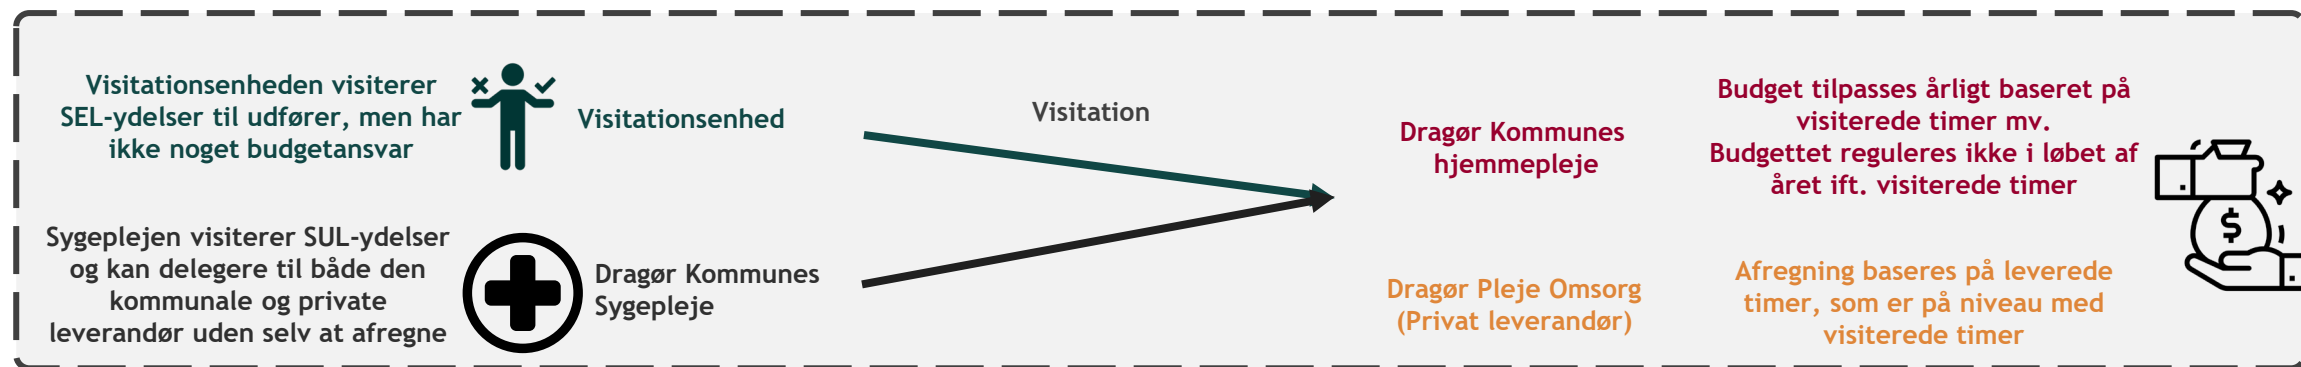 Visitationsenheden visiterer
SEL-ydelser til udfører, men har
ikke noget budgetansvar
Visitationsenhed
Visitation
Dragør Kommunes
hjemmepleje
Budget tilpasses årligt baseret på
visiterede timer mv.
Budgettet reguleres ikke i løbet af
året ift. visiterede timer
Sygeplejen visiterer SUL-ydelser
og kan delegere til både den
kommunale og private
leverandør uden selv at afregne
Dragør Kommunes
Sygepleje
Dragør Pleje Omsorg
(Privat leverandør)
Afregning baseres på leverede
timer, som er på niveau med
visiterede timer
$